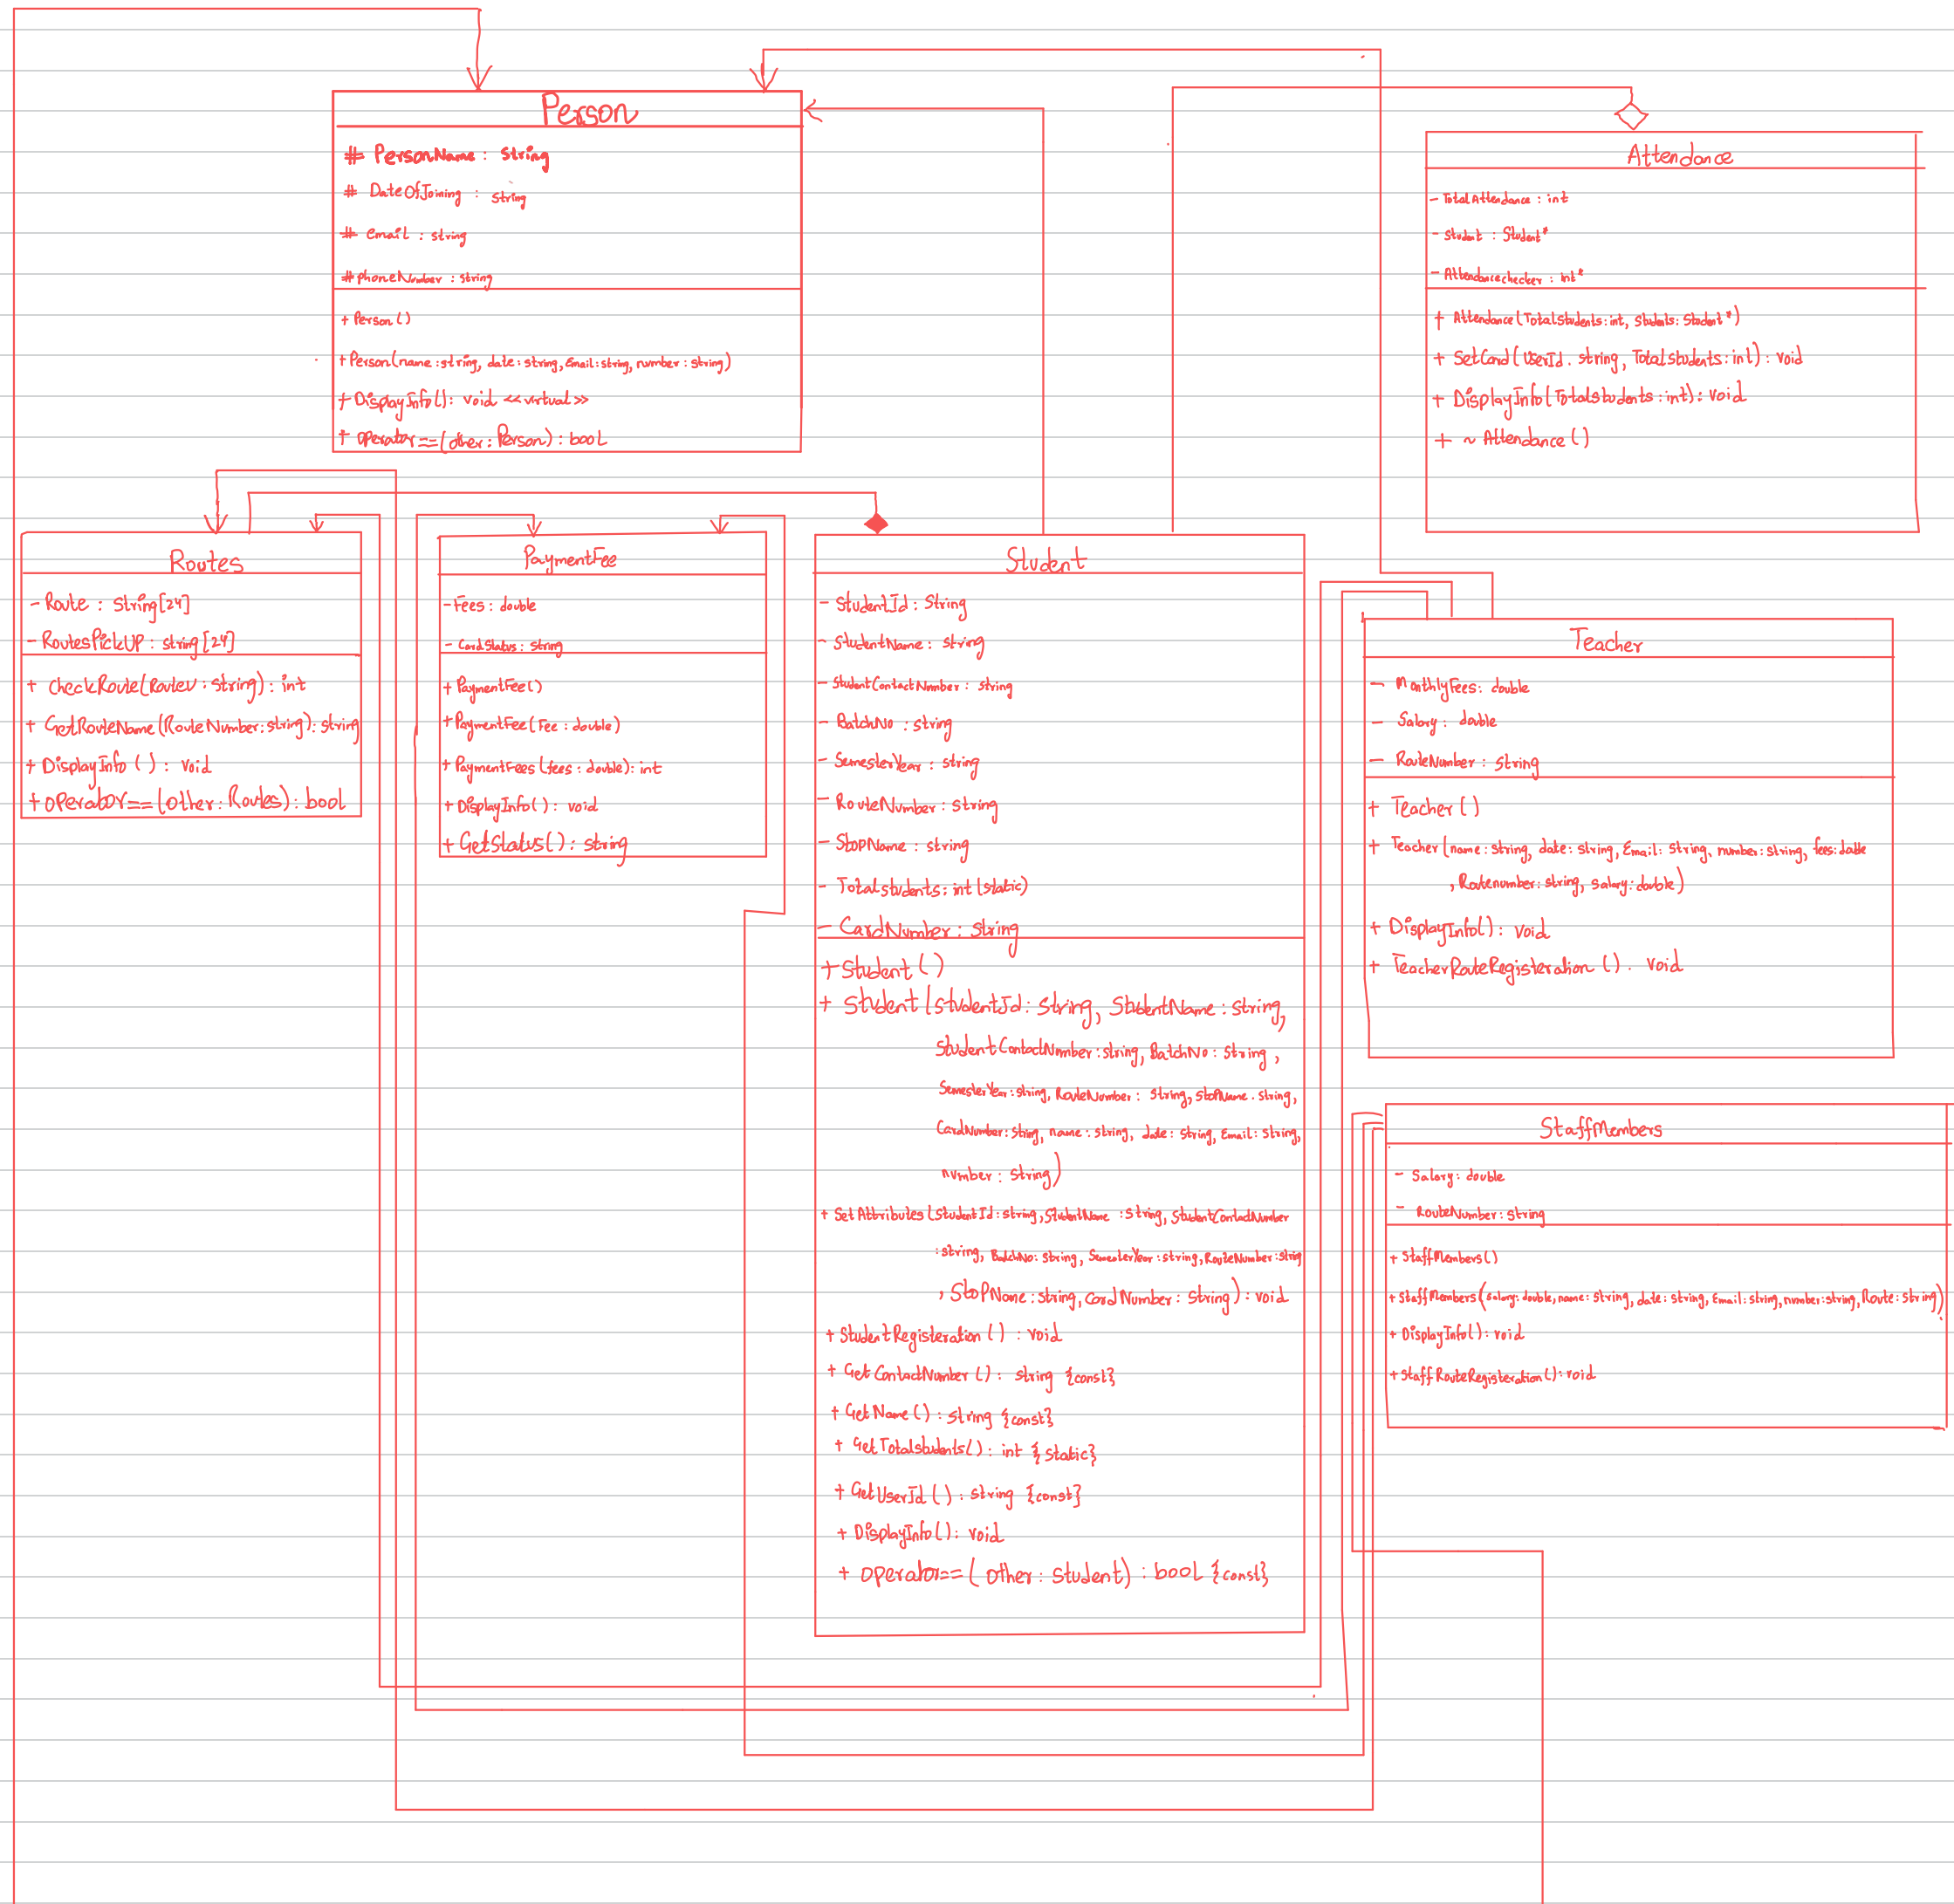 Person
# PersonName : String
# DateOfJoining : String
# email : string
# phoneNumber : string
+ Person()
+ Person(name:string, date:string, Email:string, number:string)
+ DisplayInfo(): void <<virtual>>
+ operator==(other:Person) : bool
Attendance
- TotalAttendance : int
- Student : Student*
- Attendancechecker : int*
+ Attendance(TotalStudents:int, Students:Student*)
+ SetCard(UserId. string, TotalStudents:int) : void
+ DisplayInfo(Totalstudents:int): void
+ ~ Attendance()
Routes
- Route : String[24]
- RoutesPickUP : string[24]
+ CheckRoute(RouteU : String) : int
+ GetRouteName(RouteNumber:string):string
+ DisplayInfo() : void
+ operator==(other:Routes) : bool
PaymentFee
- Fees : double
- CardStatus : string
+ PaymentFee()
+ PaymentFee(Fee : double)
+ PaymentFees(fees : double) : int
+ DisplayInfo() : void
+ GetStatus() : string
Student
- StudentId : String
- StudentName : string
- StudentContactNumber : string
- BatchNo : string
- SemesterYear : string
- RouteNumber : String
- StopName : string
- Totalstudents : int (static)
- CardNumber : String
+ Student()
+ Student(StudentId: String, StudentName : String,
StudentContactNumber:string, BatchNo : String,
SemesterYear:string, RouteNumber : String, StopName. String,
CardNumber:String, name:string, date:string, Email:String,
number : String)
+ SetAttributes(StudentId:string, StudentName :String, StudentContactNumber
:string, BatchNo:string, SemesterYear:string, RouteNumber:string
, StopName:string, CardNumber:String) : void
+ StudentRegisteration() : void
+ GetContactNumber() : string {const}
+ GetName() : string {const}
+ GetTotalstudents() : int {static}
+ GetUserId() : string {const}
+ DisplayInfo() : void
+ operator==( other : Student) : bool {const}
Teacher
- MonthlyFees : double
- Salary : double
- RouteNumber : String
+ Teacher()
+ Teacher(name:string, date:string, Email: String, number:string, fees:double
, Routenumber:string, salary:double)
+ DisplayInfo() : void
+ TeacherRouteRegisteration() . void
StaffMembers
- Salary : double
- RouteNumber : String
+ StaffMembers()
+ StaffMembers(salary:double, name:String, date:string, Email:string, number:string, Route:String)
+ DisplayInfo() : void
+ StaffRouteRegisteration() : void